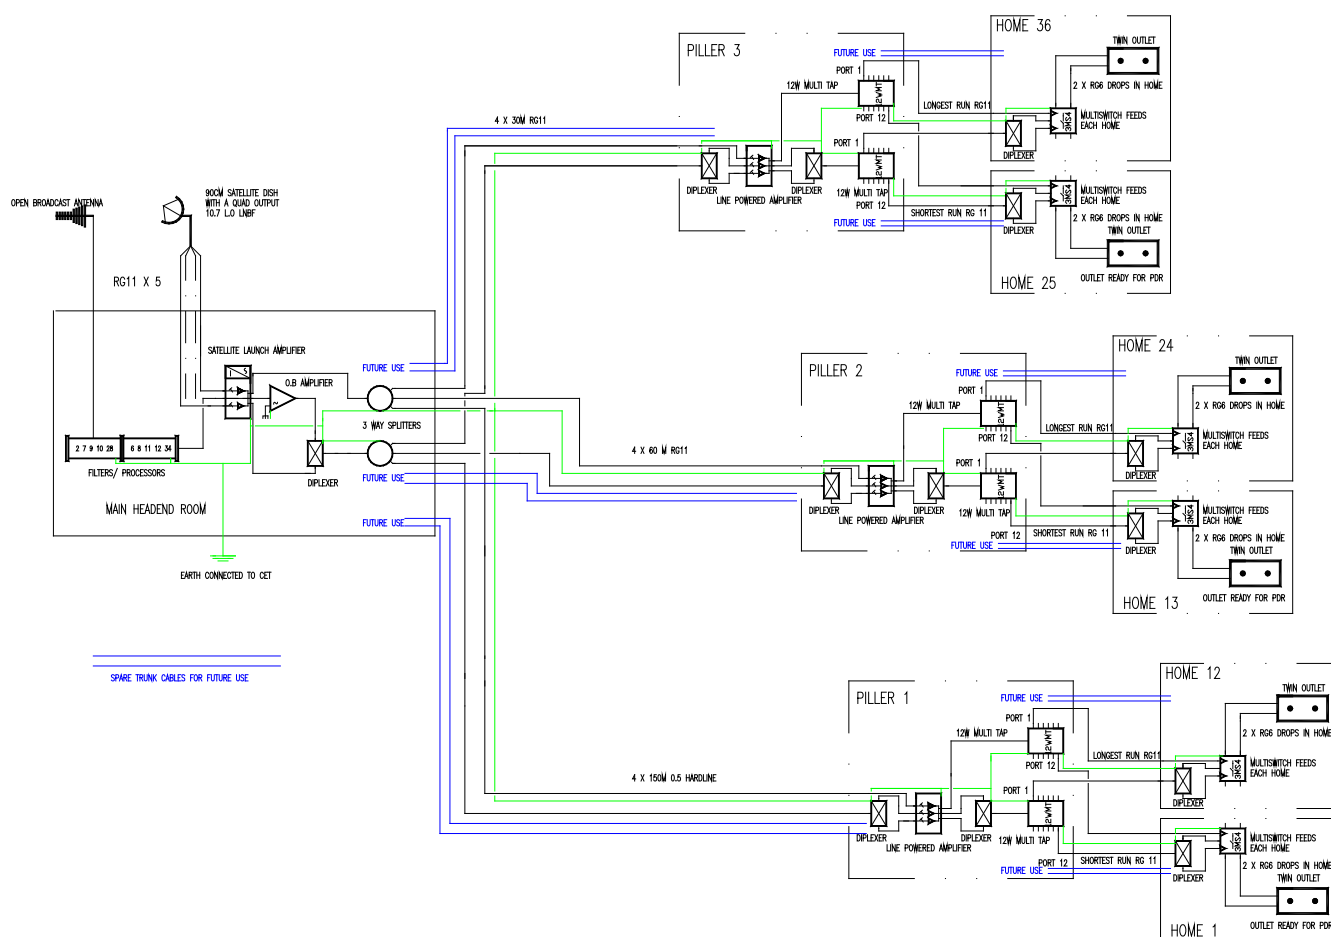 HOME 36
TWIN OUTLET
2 X RG6 DROPS IN HOME
PILLER 3
FUTURE USE
PORT 1
12W MULTI TAP
12WMT
LONGEST RUN RG11
PORT 12
3MS4
MULTISWITCH FEEDS
EACH HOME
DIPLEXER
4 X 30M RG11
PORT 1
12WMT
DIPLEXER
DIPLEXER
LINE POWERED AMPLIFIER
12W MULTI TAP
PORT 12
SHORTEST RUN RG 11
FUTURE USE
3MS4
MULTISWITCH FEEDS
EACH HOME
2 X RG6 DROPS IN HOME
TWIN OUTLET
DIPLEXER
OUTLET READY FOR PDR
HOME 25
OPEN BROADCAST ANTENNA
90CM SATELLITE DISH
WITH A QUAD OUTPUT
10.7 L.O LNBF
RG11 X 5
SATELLITE LAUNCH AMPLIFIER
O.B AMPLIFIER
FUTURE USE
3 WAY SPLITTERS
2 7 9 10 28
6 8 11 12 34
FILTERS/ PROCESSORS
DIPLEXER
FUTURE USE
MAIN HEADEND ROOM
FUTURE USE
EARTH CONNECTED TO CET
SPARE TRUNK CABLES FOR FUTURE USE
HOME 24
TWIN OUTLET
2 X RG6 DROPS IN HOME
PILLER 2
FUTURE USE
PORT 1
12W MULTI TAP
12WMT
LONGEST RUN RG11
PORT 12
3MS4
MULTISWITCH FEEDS
EACH HOME
DIPLEXER
4 X 60 M RG11
PORT 1
12WMT
DIPLEXER
DIPLEXER
LINE POWERED AMPLIFIER
12W MULTI TAP
PORT 12
SHORTEST RUN RG 11
FUTURE USE
3MS4
MULTISWITCH FEEDS
EACH HOME
2 X RG6 DROPS IN HOME
TWIN OUTLET
DIPLEXER
OUTLET READY FOR PDR
HOME 13
HOME 12
TWIN OUTLET
2 X RG6 DROPS IN HOME
PILLER 1
FUTURE USE
PORT 1
12W MULTI TAP
12WMT
LONGEST RUN RG11
PORT 12
3MS4
MULTISWITCH FEEDS
EACH HOME
DIPLEXER
4 X 150M 0.5 HARDLINE
PORT 1
12WMT
DIPLEXER
DIPLEXER
LINE POWERED AMPLIFIER
12W MULTI TAP
PORT 12
SHORTEST RUN RG 11
FUTURE USE
3MS4
MULTISWITCH FEEDS
EACH HOME
2 X RG6 DROPS IN HOME
TWIN OUTLET
DIPLEXER
OUTLET READY FOR PDR
HOME 1